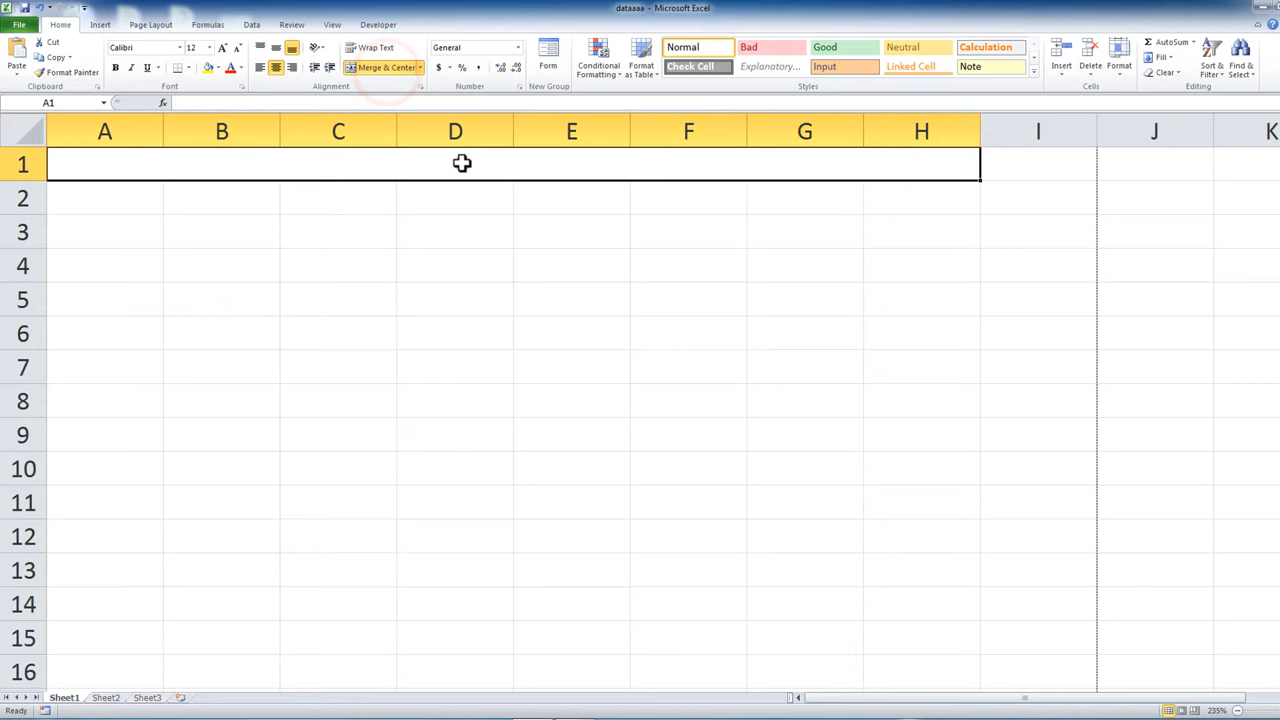 dataaaa - Microsoft Excel
File Home Insert Page Layout Formulas Data Review View Developer
Paste Cut Copy Format Painter Clipboard
Calibri 12 A A B I U A Font
Wrap Text Merge & Center Alignment
General $ % , Number
Form New Group
Conditional Formatting Format as Table
Normal Bad Good Neutral Calculation
Check Cell Explanatory... Input Linked Cell Note
Styles
Insert Delete Format Cells
AutoSum Fill Clear Sort & Filter Find & Select Editing
A1 fx
A B C D E F G H I J K
1
2
3
4
5
6
7
8
9
10
11
12
13
14
15
16
Sheet1 Sheet2 Sheet3
Ready 235%